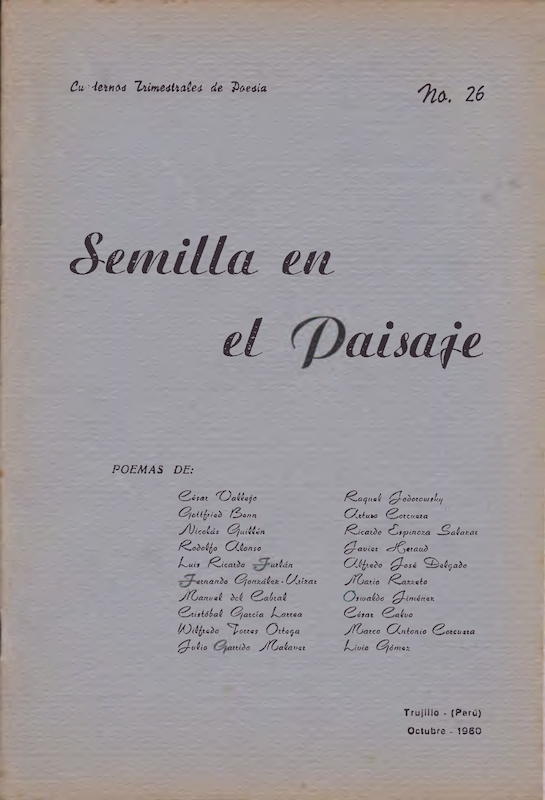 Cuadernos Trimestrales de Poesía
No. 26
Semilla en
el Paisaje
POEMAS DE:
César Vallejo
Gottfried Benn
Nicolás Guillén
Rodolfo Alonso
Luis Ricardo Furlán
Fernando González-Urízar
Manuel del Cabral
Cristóbal García Larrea
Wilfredo Torres Ortega
Julio Garrido Malaver
Raquel Jodorowsky
Arturo Corcuera
Ricardo Espinoza Salazar
Javier Heraud
Alfredo José Delgado
Mario Razzeto
Oswaldo Jiménez
César Calvo
Marco Antonio Corcuera
Livio Gómez
Trujillo - (Perú)
Octubre - 1960